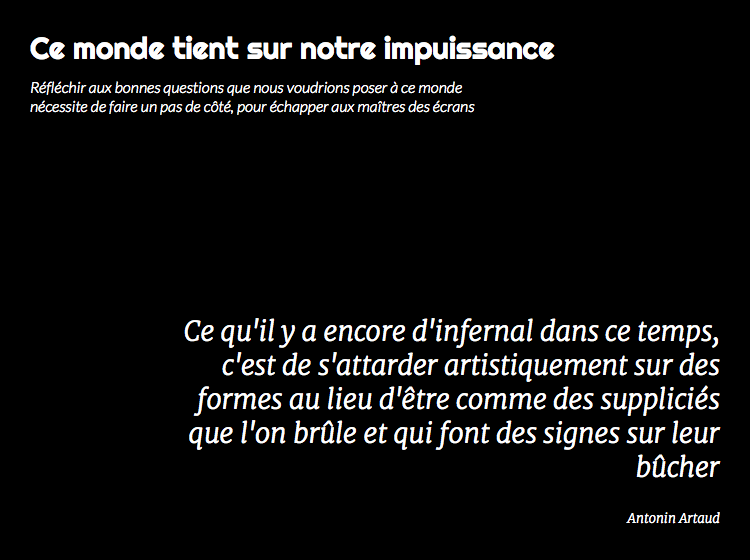 Ce monde tient sur notre impuissance
Réfléchir aux bonnes questions que nous voudrions poser à ce monde
nécessite de faire un pas de côté, pour échapper aux maîtres des écrans
Ce qu'il y a encore d'infernal dans ce temps,
c'est de s'attarder artistiquement sur des
formes au lieu d'être comme des suppliciés
que l'on brûle et qui font des signes sur leur
bûcher
Antonin Artaud